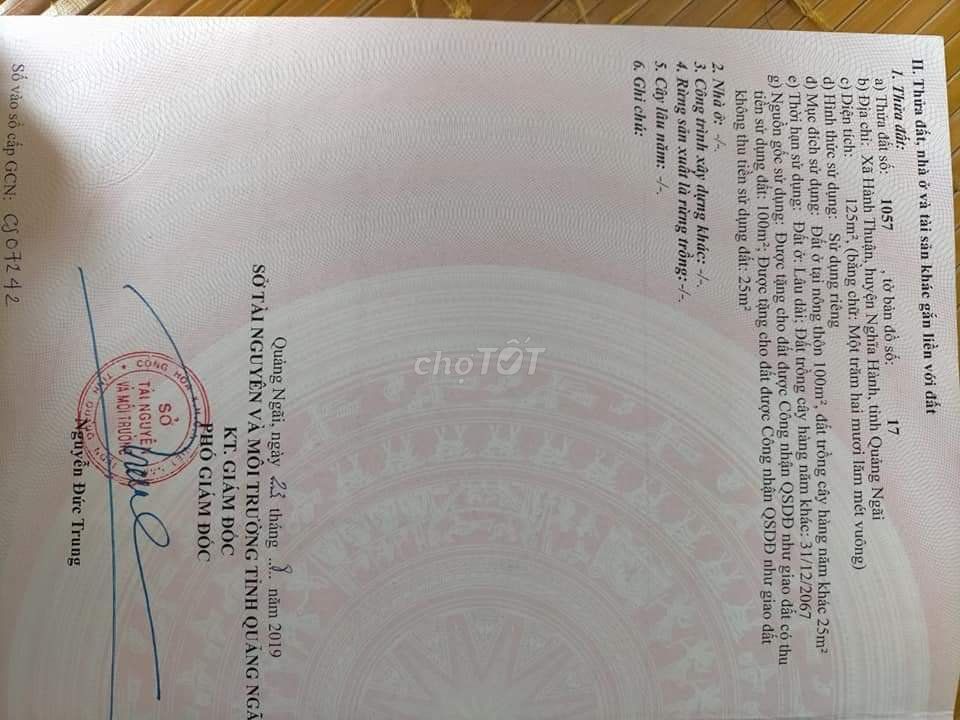 II. Thửa đất, nhà ở và tài sản khác gắn liền với đất
1. Thửa đất:
a) Thửa đất số: 1057 , tờ bản đồ số: 17
b) Địa chỉ: Xã Hành Thuận, huyện Nghĩa Hành, tỉnh Quảng Ngãi
c) Diện tích: 125m², (bằng chữ: Một trăm hai mươi lăm mét vuông)
d) Hình thức sử dụng: Sử dụng riêng
đ) Mục đích sử dụng: Đất ở tại nông thôn 100m², đất trồng cây hàng năm khác 25m²
e) Thời hạn sử dụng: Đất ở: Lâu dài; Đất trồng cây hàng năm khác: 31/12/2067
g) Nguồn gốc sử dụng: Được tặng cho đất được Công nhận QSDĐ như giao đất có thu
tiền sử dụng đất: 100m²; Được tặng cho đất được Công nhận QSDĐ như giao đất
không thu tiền sử dụng đất: 25m²
2. Nhà ở: -/-.
3. Công trình xây dựng khác: -/-.
4. Rừng sản xuất là rừng trồng: -/-.
5. Cây lâu năm: -/-.
6. Ghi chú:
chợTỐT
Quảng Ngãi, ngày 23 tháng 8 năm 2019
SỞ TÀI NGUYÊN VÀ MÔI TRƯỜNG TỈNH QUẢNG NGÃ
KT. GIÁM ĐỐC
PHÓ GIÁM ĐỐC
SỞ
TÀI NGUYÊN
VÀ MÔI TRƯỜNG
Nguyễn Đức Trung
Số vào sổ cấp GCN: CS 07242